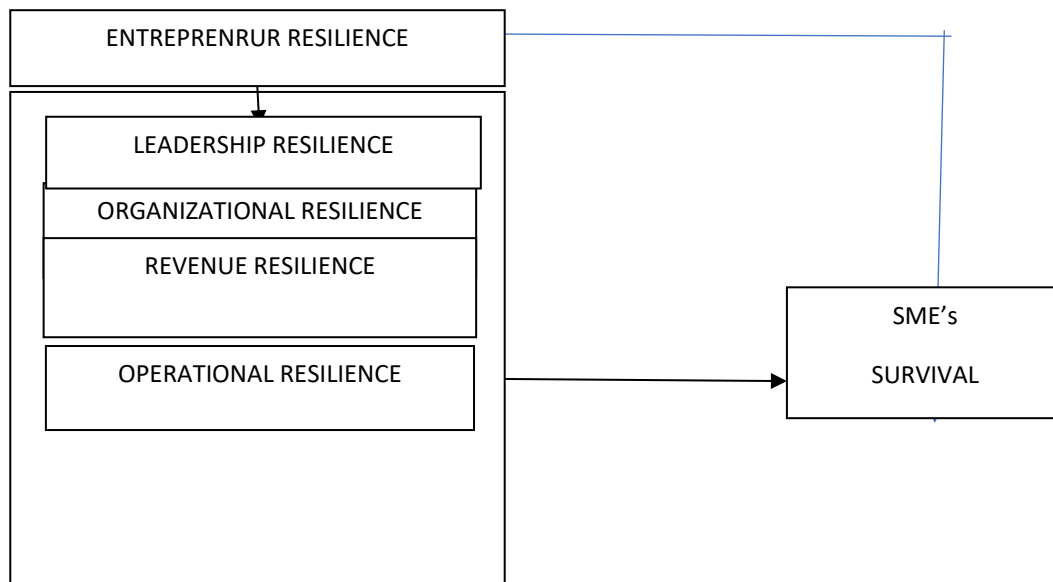 ENTREPRENRUR RESILIENCE
LEADERSHIP RESILIENCE
ORGANIZATIONAL RESILIENCE
REVENUE RESILIENCE
OPERATIONAL RESILIENCE
SME’s
SURVIVAL